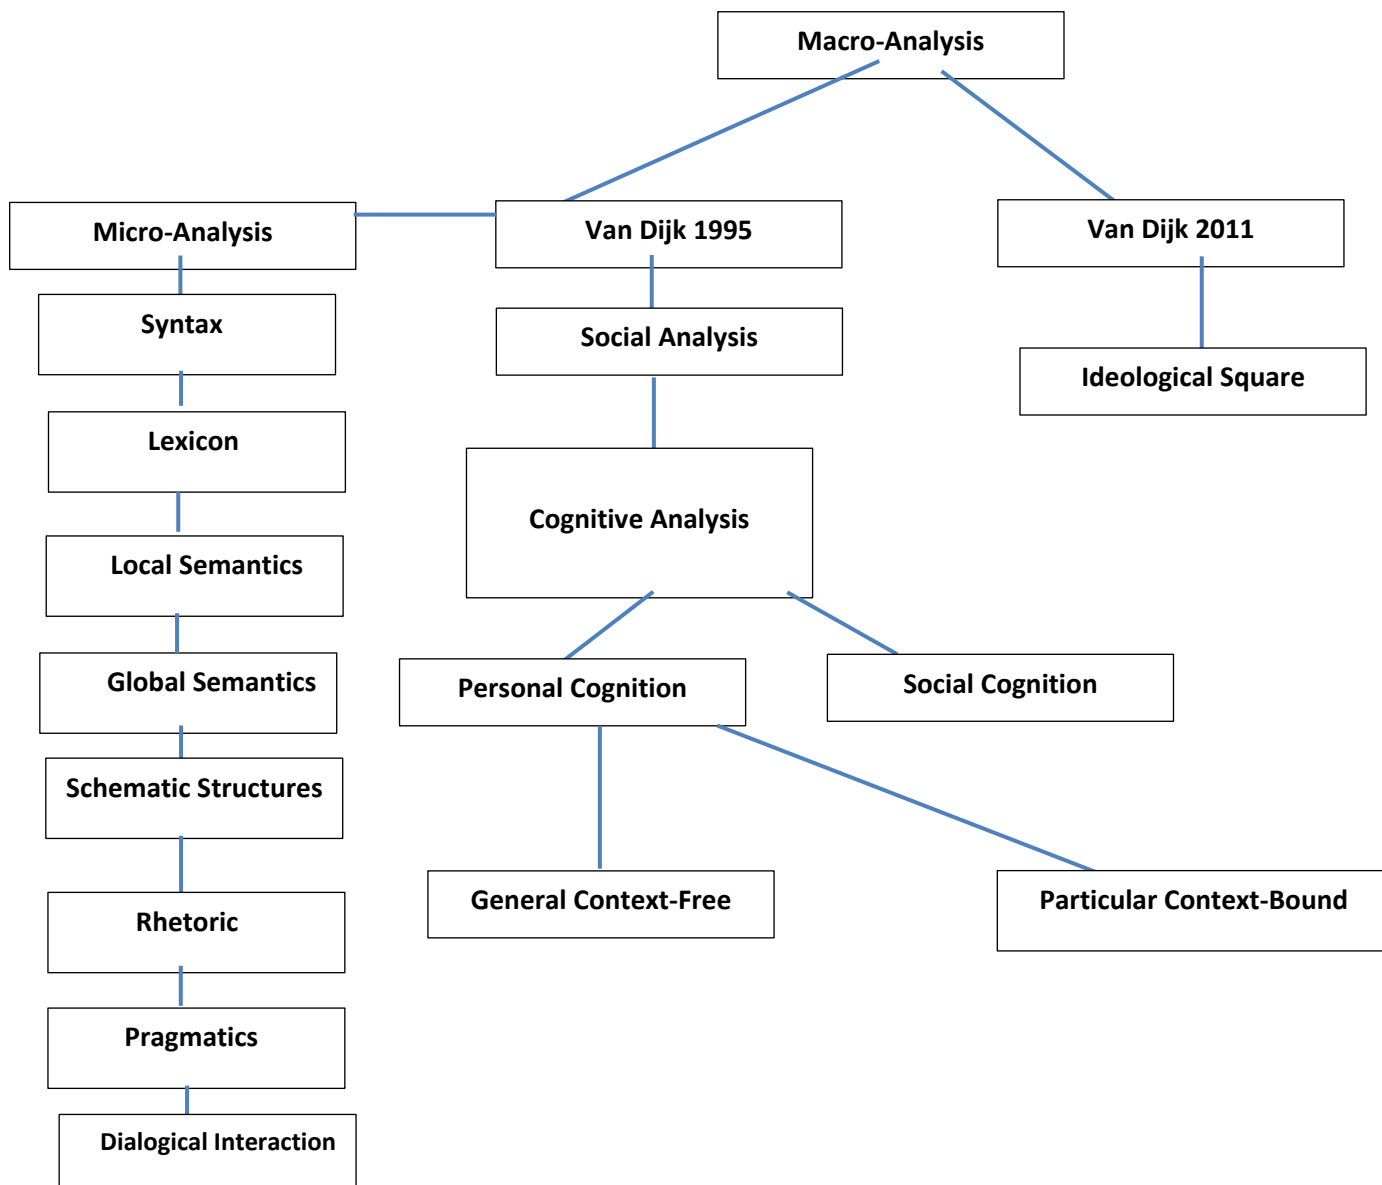 Macro-Analysis
Micro-Analysis
Van Dijk 1995
Van Dijk 2011
Syntax
Social Analysis
Ideological Square
Lexicon
Cognitive Analysis
Local Semantics
Global Semantics
Personal Cognition
Social Cognition
Schematic Structures
General Context-Free
Particular Context-Bound
Rhetoric
Pragmatics
Dialogical Interaction